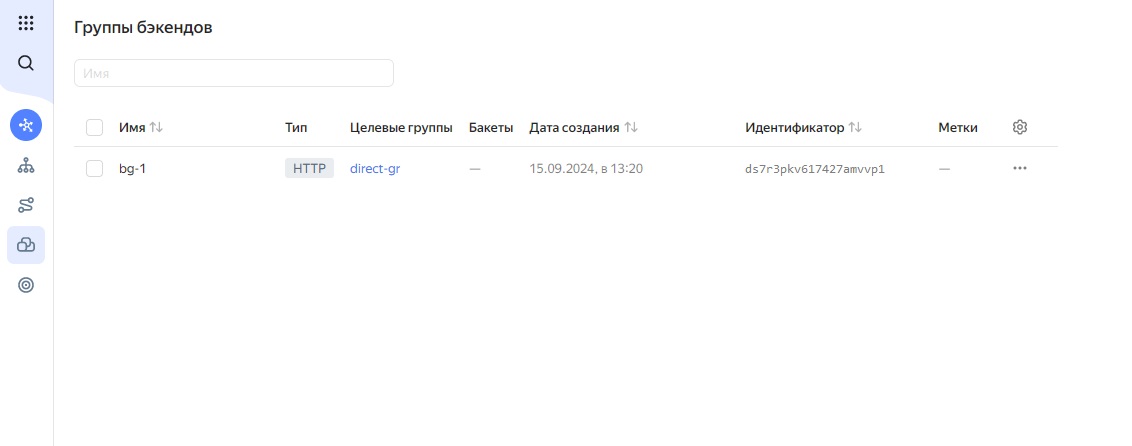 Группы бэкендов
Имя
Имя Тип Целевые группы Бакеты Дата создания Идентификатор Метки
bg-1 HTTP direct-gr — 15.09.2024, в 13:20 ds7r3pkv617427amvvp1 —